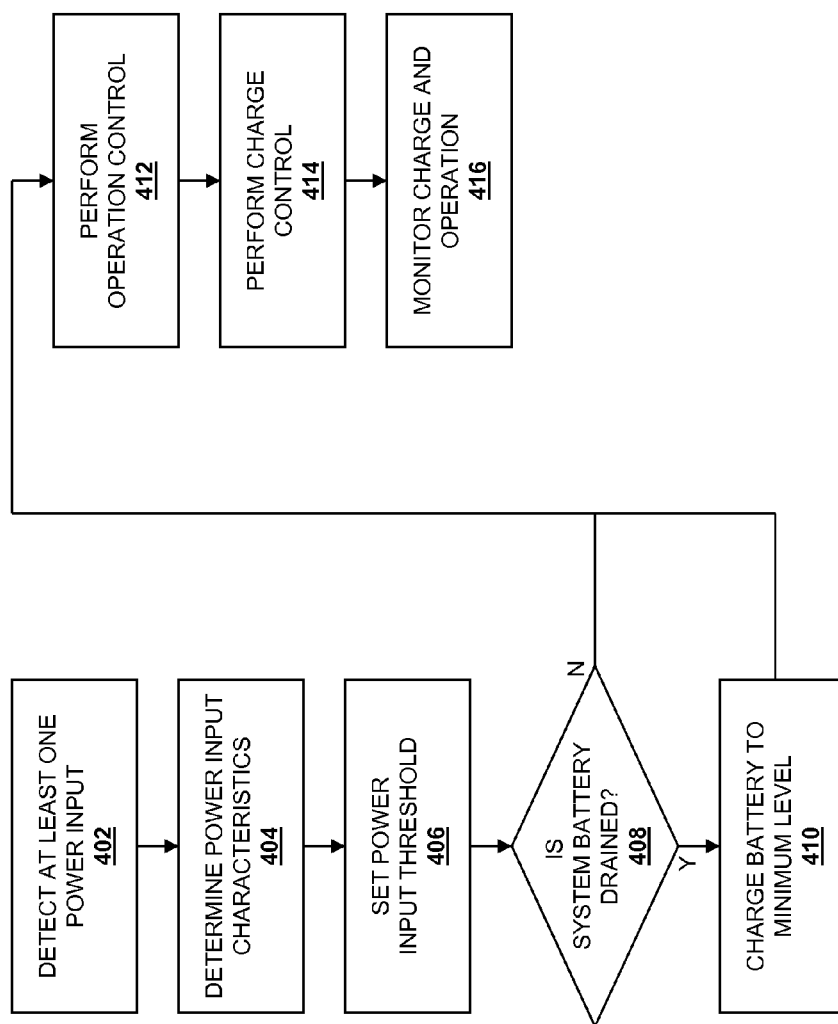 DETECT AT LEAST ONE
POWER INPUT
402
DETERMINE POWER INPUT
CHARACTERISTICS
404
SET POWER
INPUT THRESHOLD
406
IS
SYSTEM BATTERY
DRAINED?
408
N
Y
CHARGE BATTERY TO
MINIMUM LEVEL
410
PERFORM
OPERATION CONTROL
412
PERFORM CHARGE
CONTROL
414
MONITOR CHARGE AND
OPERATION
416